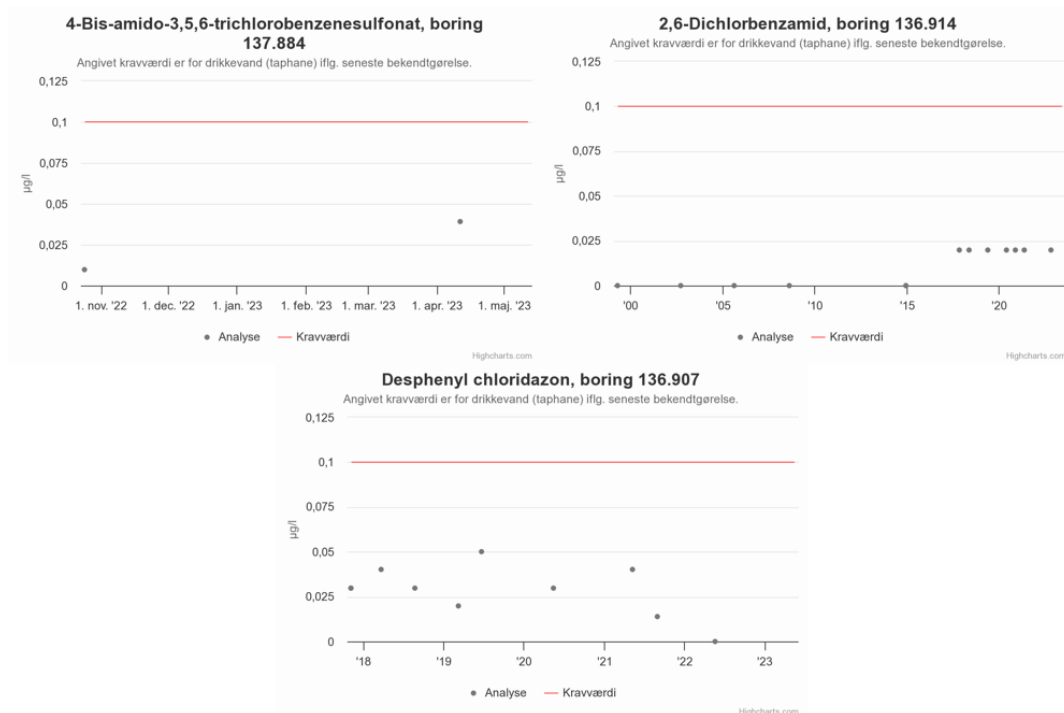 4-Bis-amido-3,5,6-trichlorobenzenesulfonat, boring
137.884
Angivet kravværdi er for drikkevand (taphane) iflg. seneste bekendtgørelse.
0,125
0,1
0,075
0,05
0,025
0
µg/l
1. nov. '22 1. dec. '22 1. jan. '23 1. feb. '23 1. mar. '23 1. apr. '23 1. maj. '23
Analyse Kravværdi
Highcharts.com
2,6-Dichlorbenzamid, boring 136.914
Angivet kravværdi er for drikkevand (taphane) iflg. seneste bekendtgørelse.
0,125
0,1
0,075
0,05
0,025
0
µg/l
'00 '05 '10 '15 '20
Analyse Kravværdi
Highcharts.com
Desphenyl chloridazon, boring 136.907
Angivet kravværdi er for drikkevand (taphane) iflg. seneste bekendtgørelse.
0,125
0,1
0,075
0,05
0,025
0
µg/l
'18 '19 '20 '21 '22 '23
Analyse Kravværdi
Highcharts.com